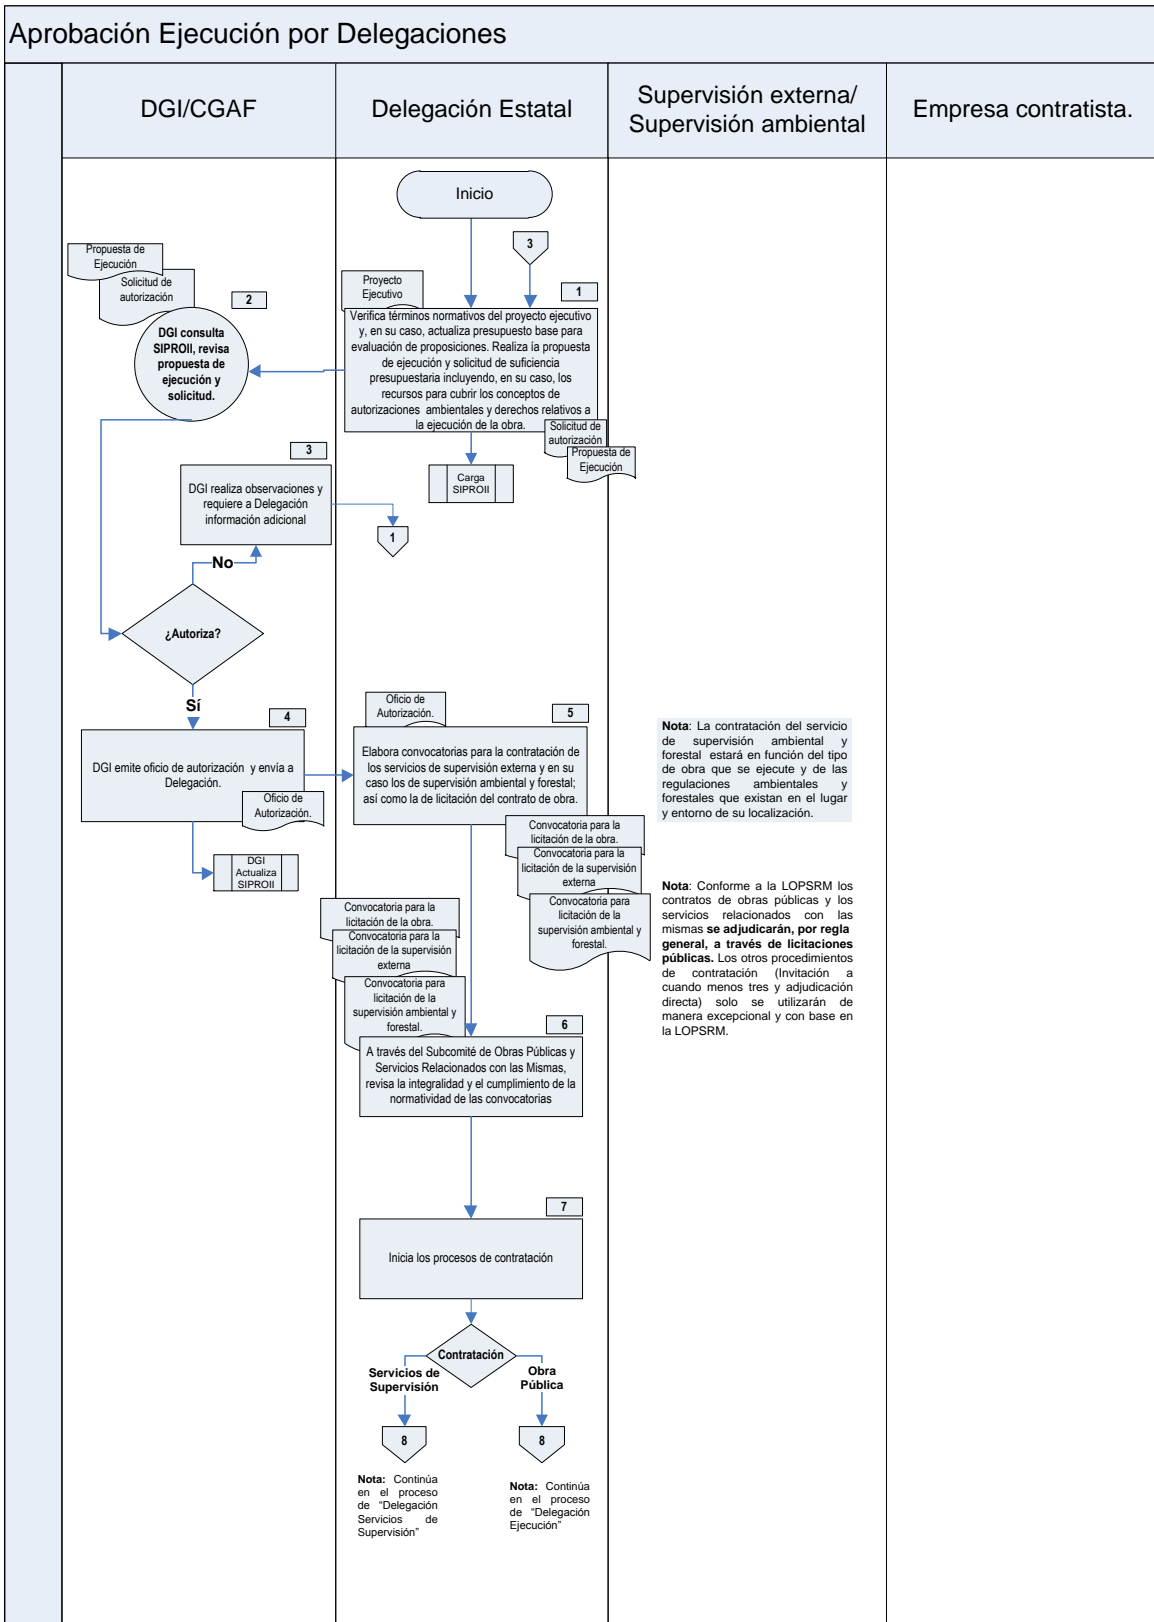 Aprobación Ejecución por Delegaciones
DGI/CGAF
Delegación Estatal
Supervisión externa/
Supervisión ambiental
Empresa contratista.
Inicio
3
Propuesta de
Ejecución
Solicitud de
autorización
2
DGI consulta
SIPROII, revisa
propuesta de
ejecución y
solicitud.
Proyecto
Ejecutivo
1
Verifica términos normativos del proyecto ejecutivo
y, en su caso, actualiza presupuesto base para
evaluación de proposiciones. Realiza ía propuesta
de ejecución y solicitud de suficiencia
presupuestaria incluyendo, en su caso, los
recursos para cubrir los conceptos de
autorizaciones ambientales y derechos relativos a
la ejecución de la obra.
Solicitud de
autorización
Propuesta de
Ejecución
Carga
SIPROII
3
DGI realiza observaciones y
requiere a Delegación
información adicional
1
No
¿Autoriza?
Sí
4
DGI emite oficio de autorización y envía a
Delegación.
Oficio de
Autorización.
DGI
Actualiza
SIPROII
Oficio de
Autorización.
5
Elabora convocatorias para la contratación de
los servicios de supervisión externa y en su
caso los de supervisión ambiental y forestal;
así como la de licitación del contrato de obra.
Convocatoria para la
licitación de la obra.
Convocatoria para la
licitación de la supervisión
externa
Convocatoria para
licitación de la
supervisión ambiental y
forestal.
Nota: La contratación del servicio
de supervisión ambiental y
forestal estará en función del tipo
de obra que se ejecute y de las
regulaciones ambientales y
forestales que existan en el lugar
y entorno de su localización.
Nota: Conforme a la LOPSRM los
contratos de obras públicas y los
servicios relacionados con las
mismas se adjudicarán, por regla
general, a través de licitaciones
públicas. Los otros procedimientos
de contratación (Invitación a
cuando menos tres y adjudicación
directa) solo se utilizarán de
manera excepcional y con base en
la LOPSRM.
Convocatoria para la
licitación de la obra.
Convocatoria para la
licitación de la supervisión
externa
Convocatoria para
licitación de la
supervisión ambiental y
forestal.
6
A través del Subcomité de Obras Públicas y
Servicios Relacionados con las Mismas,
revisa la integralidad y el cumplimiento de la
normatividad de las convocatorias
7
Inicia los procesos de contratación
Contratación
Servicios de
Supervisión
Obra
Pública
8
8
Nota: Continúa
en el proceso
de "Delegación
Servicios de
Supervisión"
Nota: Continúa
en el proceso
de "Delegación
Ejecución"